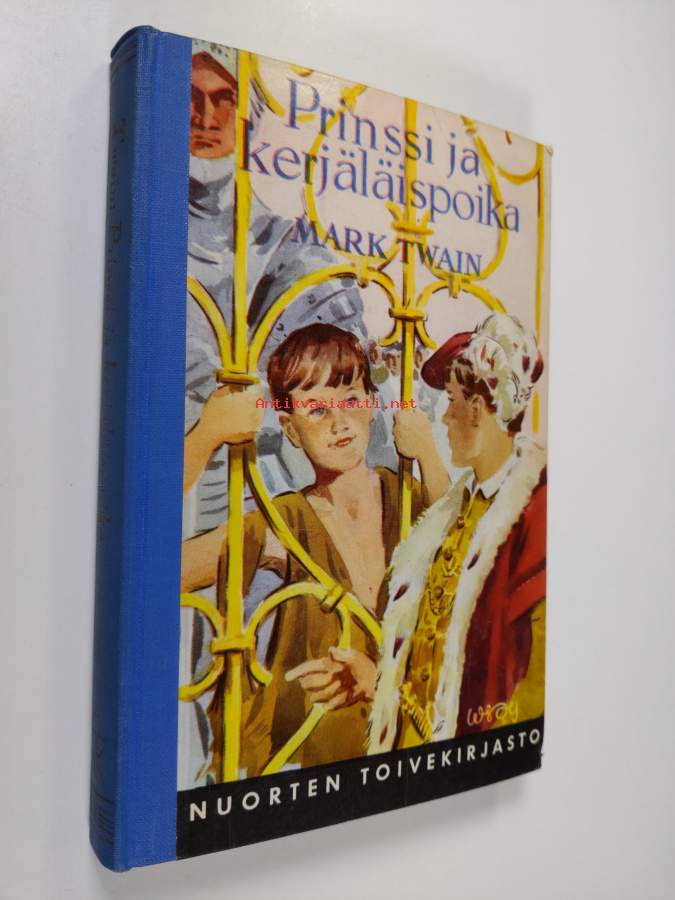 Prinssi ja
kerjäläispoika
MARK TWAIN
Antikvariaatti.net
NUORTEN TOIVEKIRJASTO